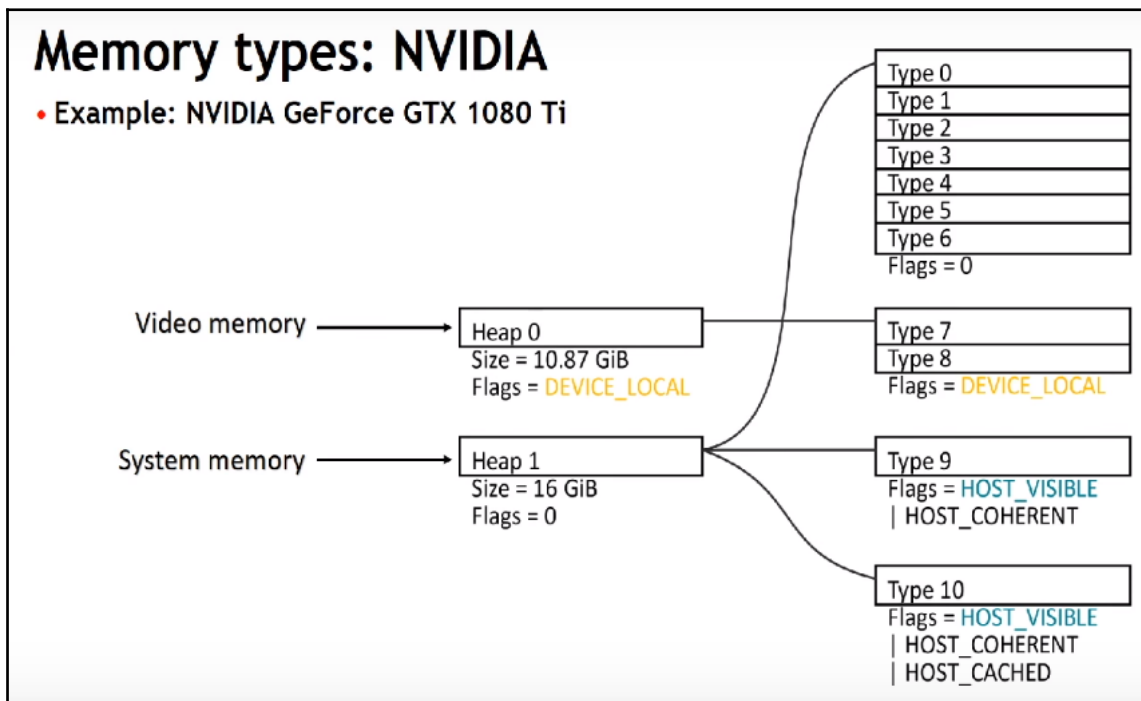 Memory types: NVIDIA
• Example: NVIDIA GeForce GTX 1080 Ti
Type 0
Type 1
Type 2
Type 3
Type 4
Type 5
Type 6
Flags = 0
Video memory
Heap 0
Size = 10.87 GiB
Flags = DEVICE_LOCAL
Type 7
Type 8
Flags = DEVICE_LOCAL
System memory
Heap 1
Size = 16 GiB
Flags = 0
Type 9
Flags = HOST_VISIBLE
| HOST_COHERENT
Type 10
Flags = HOST_VISIBLE
| HOST_COHERENT
| HOST_CACHED